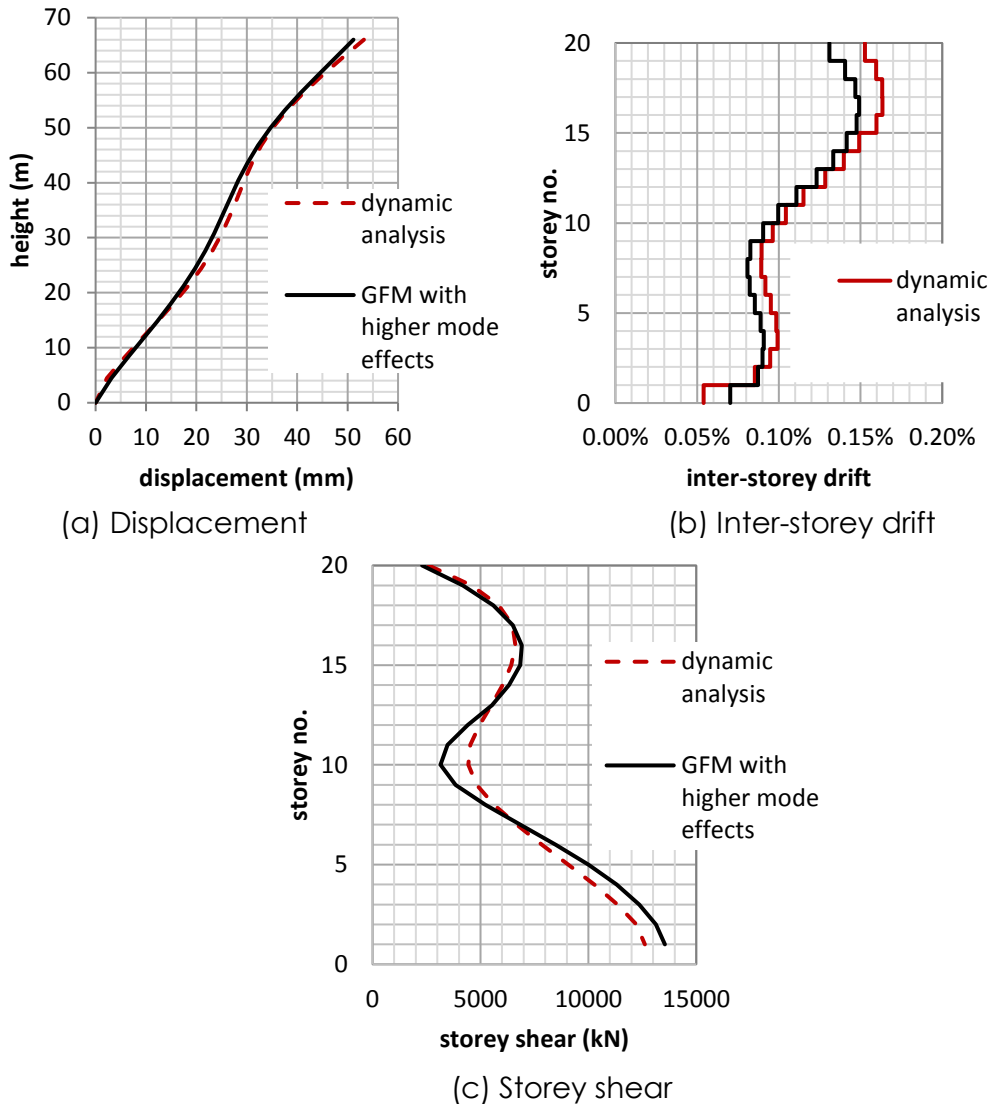 70
60
50
40
30
20
10
0
height (m)
0 10 20 30 40 50 60
displacement (mm)
dynamic
analysis
GFM with
higher mode
effects
(a) Displacement
20
15
10
5
0
storey no.
0.00% 0.05% 0.10% 0.15% 0.20%
inter-storey drift
dynamic
analysis
(b) Inter-storey drift
20
15
10
5
0
storey no.
0 5000 10000 15000
storey shear (kN)
dynamic
analysis
GFM with
higher mode
effects
(c) Storey shear